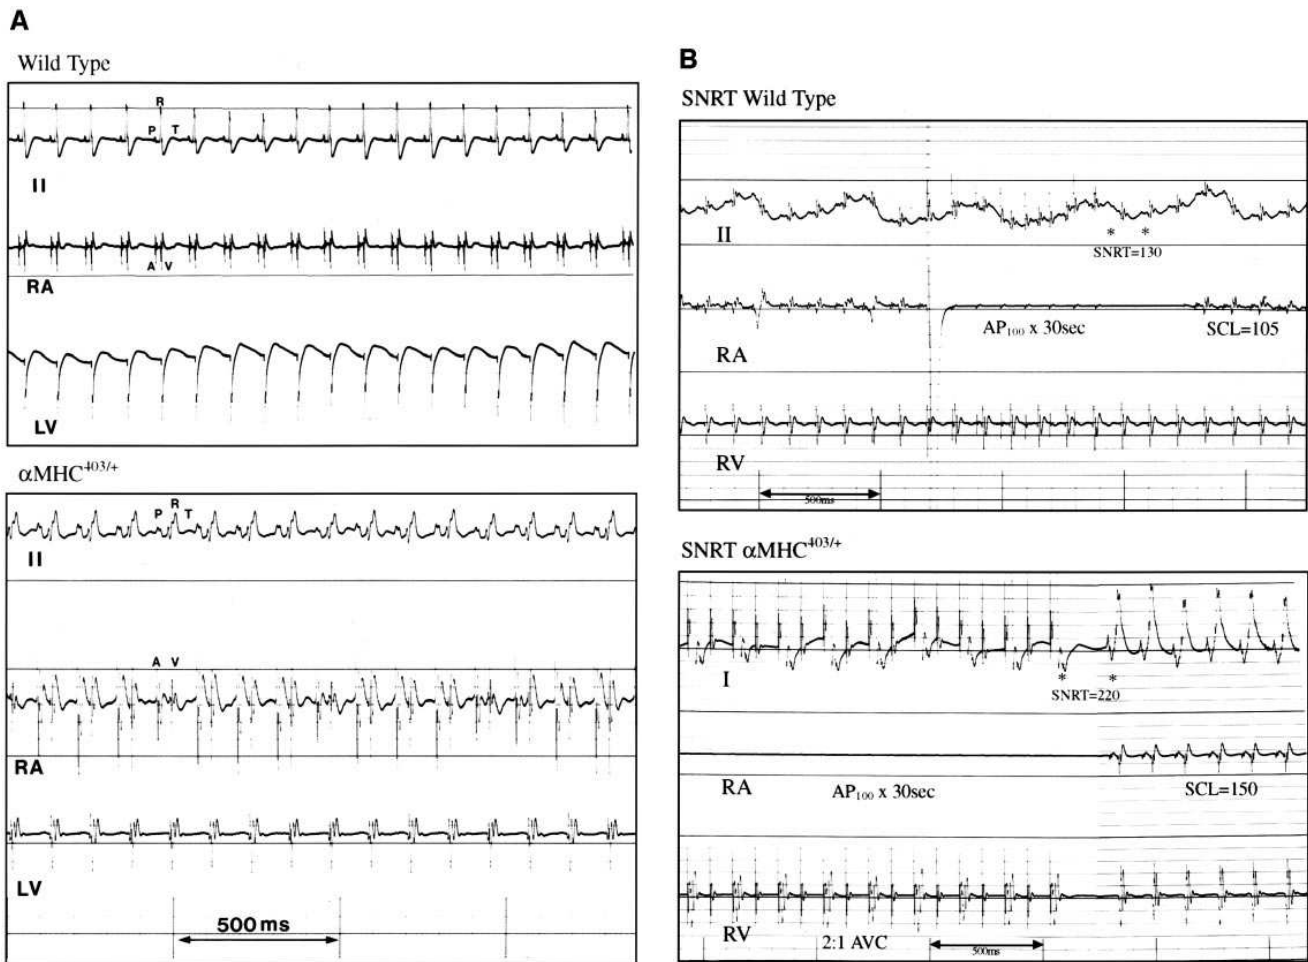 A
Wild Type
R
P T
II
A V
RA
LV
αMHC403/+
R
P T
II
A V
RA
LV
500 ms
B
SNRT Wild Type
II
* *
SNRT=130
AP100 x 30sec
SCL=105
RA
RV
500ms
SNRT αMHC403/+
I
* *
SNRT=220
RA
AP100 x 30sec
SCL=150
RV
2:1 AVC
500ms